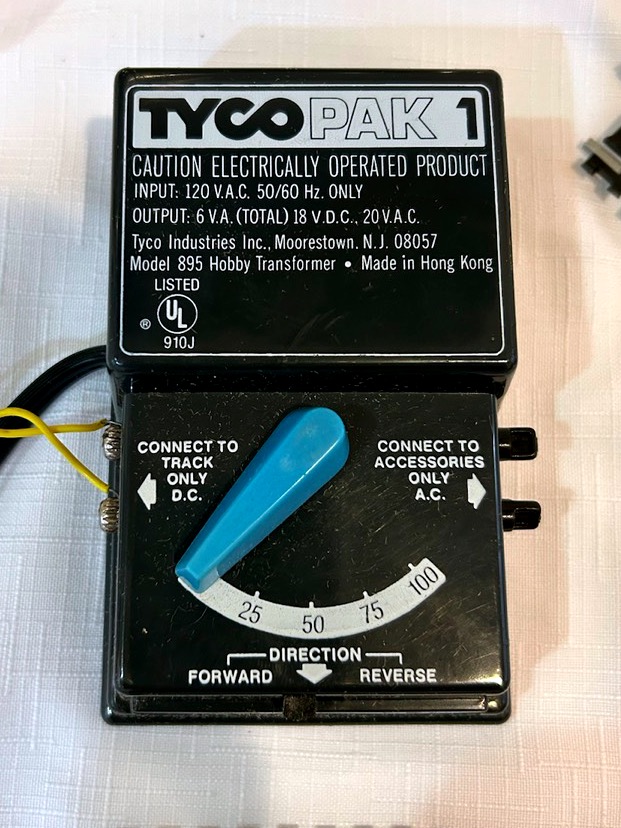 TYCO PAK 1
CAUTION ELECTRICALLY OPERATED PRODUCT
INPUT: 120 V.A.C. 50/60 Hz. ONLY
OUTPUT: 6 V.A. (TOTAL) 18 V.D.C., 20 V.A.C.
Tyco Industries Inc., Moorestown, N.J. 08057
Model 895 Hobby Transformer • Made in Hong Kong
LISTED
® UL
910J
CONNECT TO
TRACK
ONLY
D.C.
CONNECT TO
ACCESSORIES
ONLY
A.C.
25 50 75 100
DIRECTION
FORWARD REVERSE